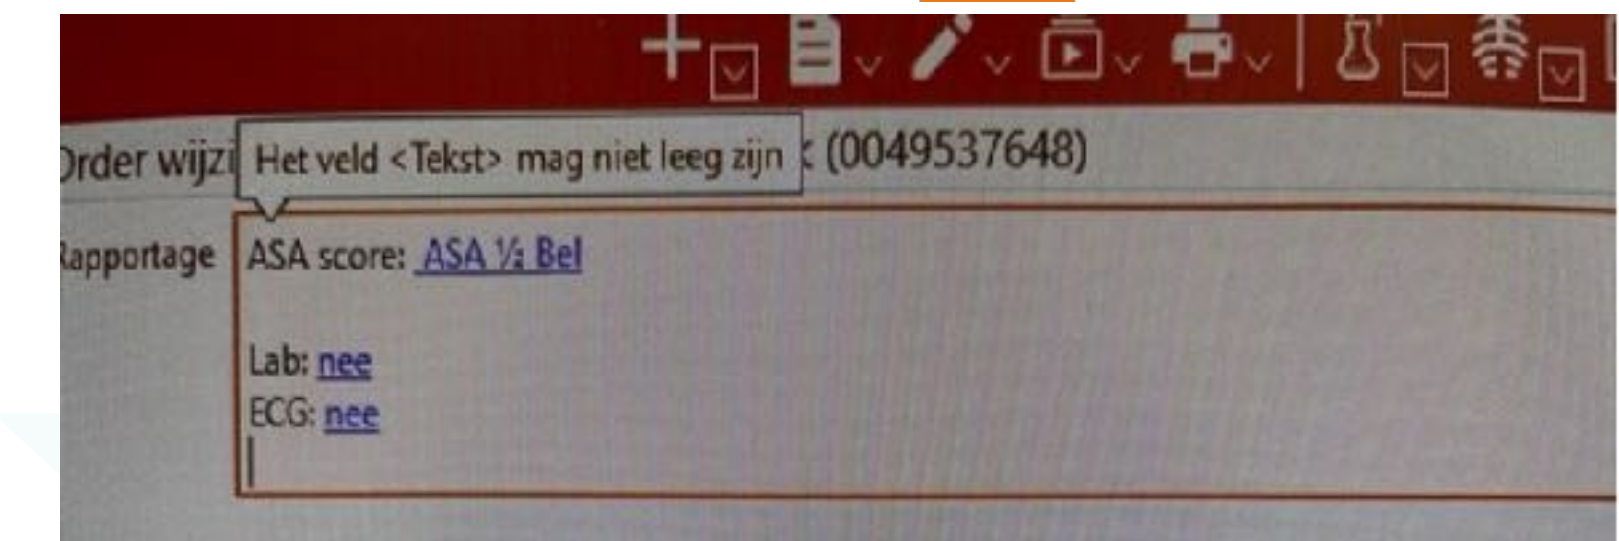 Het veld <Tekst> mag niet leeg zijn
Order wijzi (0049537648)
Rapportage
ASA score: ASA ½ Bel
Lab: nee
ECG: nee